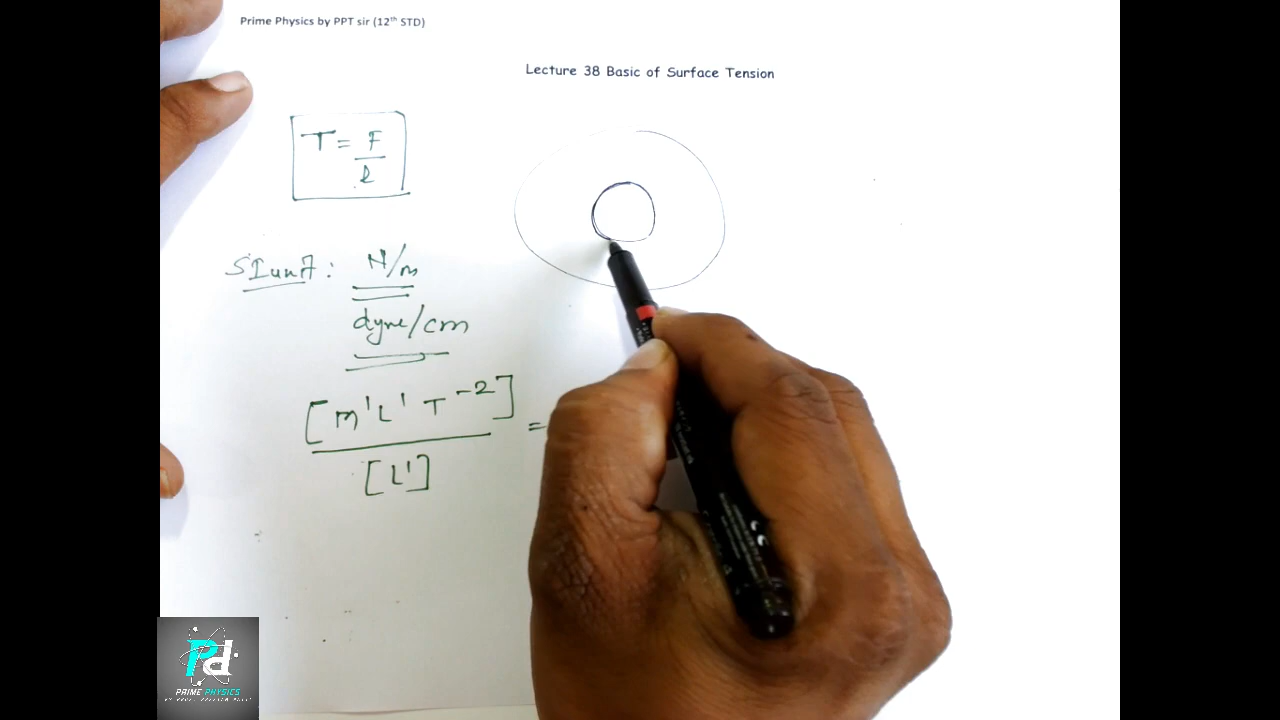 Prime Physics by PPT sir (12th STD)
Lecture 38 Basic of Surface Tension
T = F
l
SI unit : N/m
dyne/cm
[M¹L¹T⁻²] =
[L¹]
Pd
PRIME PHYSICS